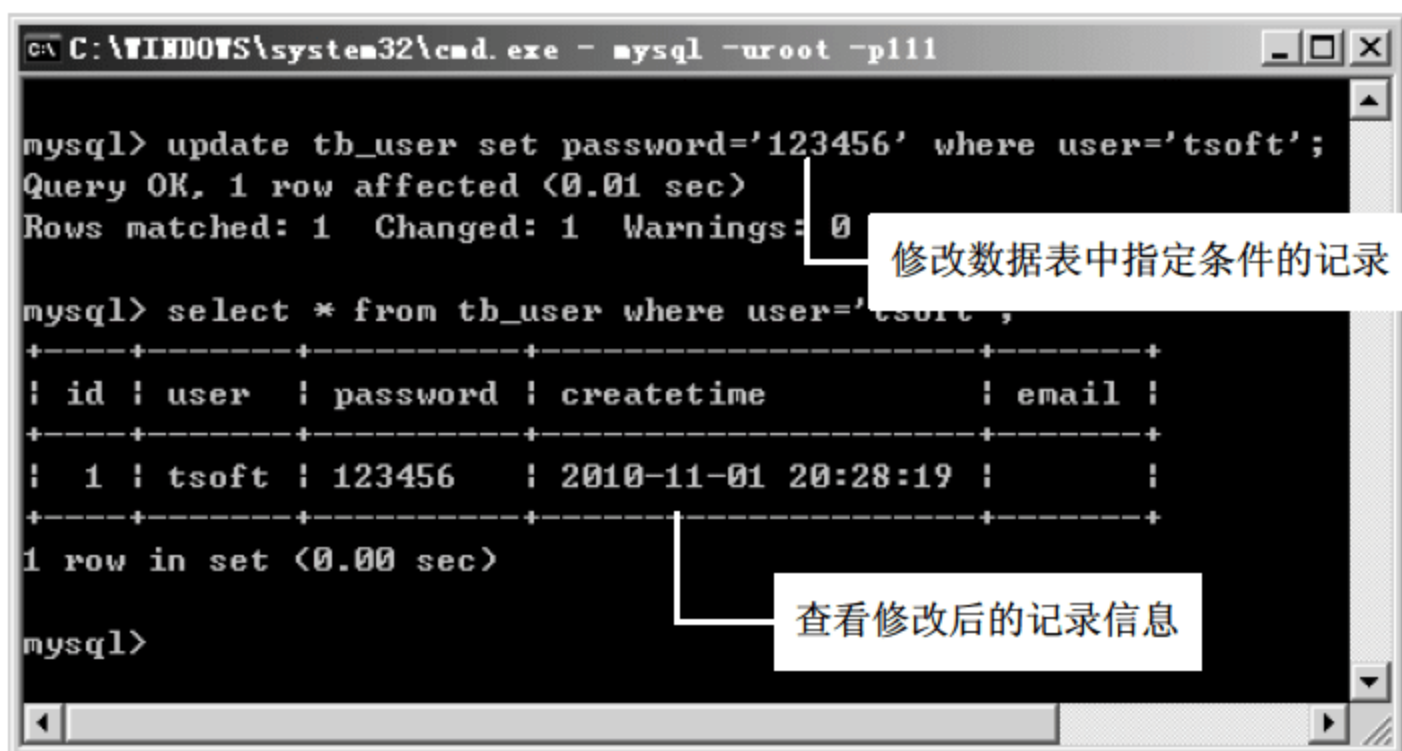 C:\WINDOWS\system32\cmd.exe - mysql -uroot -p111
mysql> update tb_user set password='123456' where user='tsoft';
Query OK, 1 row affected (0.01 sec)
Rows matched: 1  Changed: 1  Warnings: 0
修改数据表中指定条件的记录
mysql> select * from tb_user where user='tsoft';
+----+-------+----------+---------------------+-------+
| id | user  | password | createtime          | email |
+----+-------+----------+---------------------+-------+
|  1 | tsoft | 123456   | 2010-11-01 20:28:19 |       |
+----+-------+----------+---------------------+-------+
1 row in set (0.00 sec)
查看修改后的记录信息
mysql>